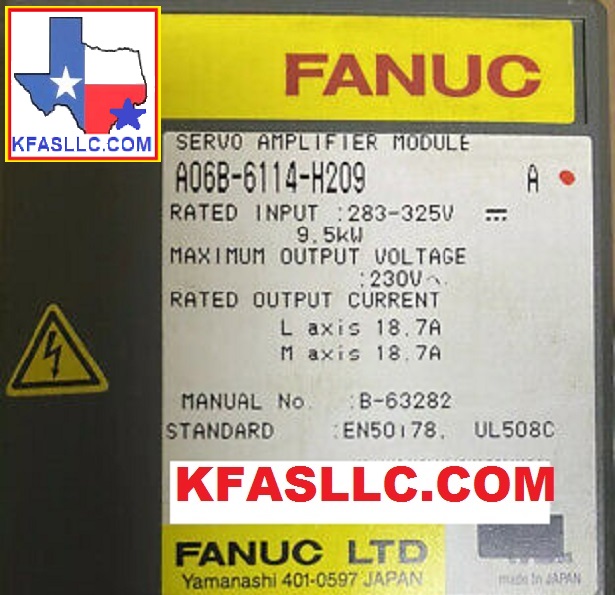 KFASLLC.COM
FANUC
SERVO AMPLIFIER MODULE
A06B-6114-H209 A
RATED INPUT :283-325V ⎓
9.5kW
MAXIMUM OUTPUT VOLTAGE
:230V~
RATED OUTPUT CURRENT
L axis 18.7A
M axis 18.7A
MANUAL No. :B-63282
STANDARD :EN50178, UL508C
KFASLLC.COM
FANUC LTD
Yamanashi 401-0597 JAPAN
made in JAPAN